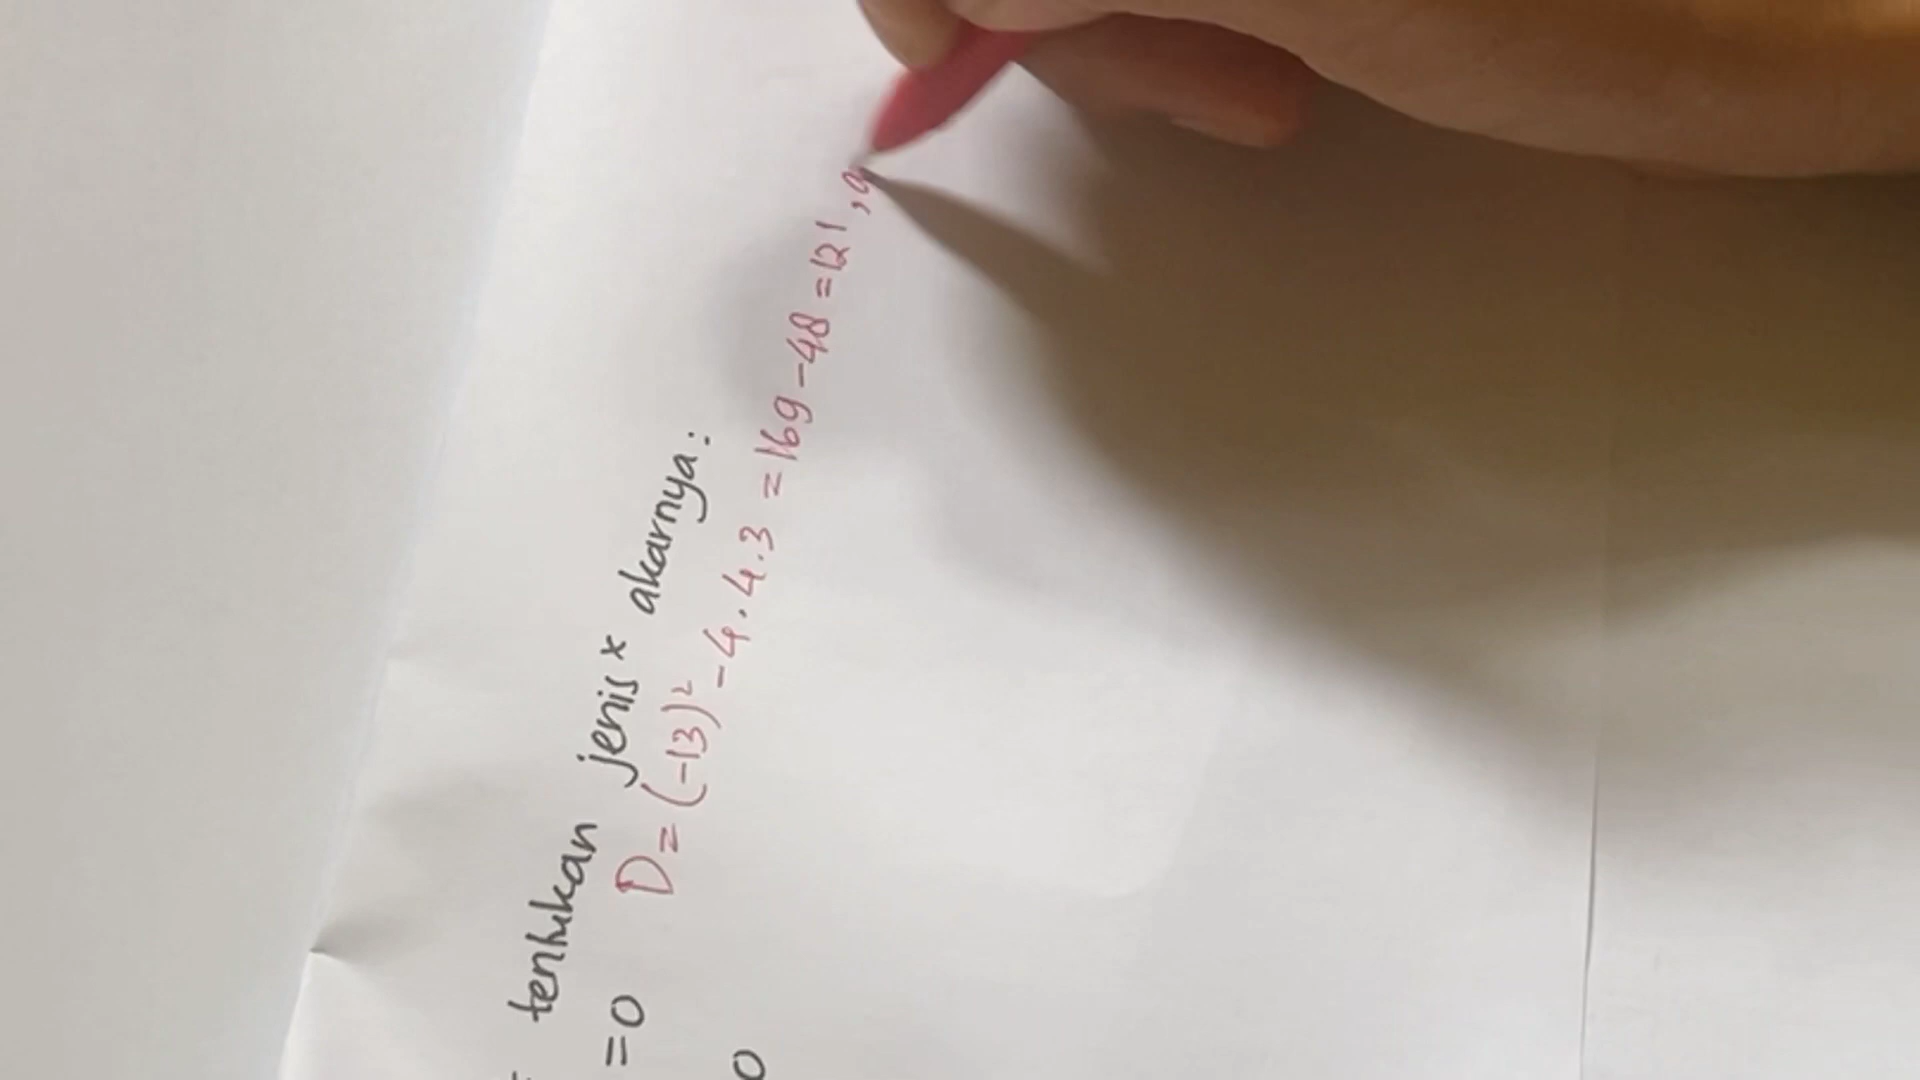 tentukan jenis× akarnya:
=0 D=(-13)²-4.4.3=169-48=121, a
0